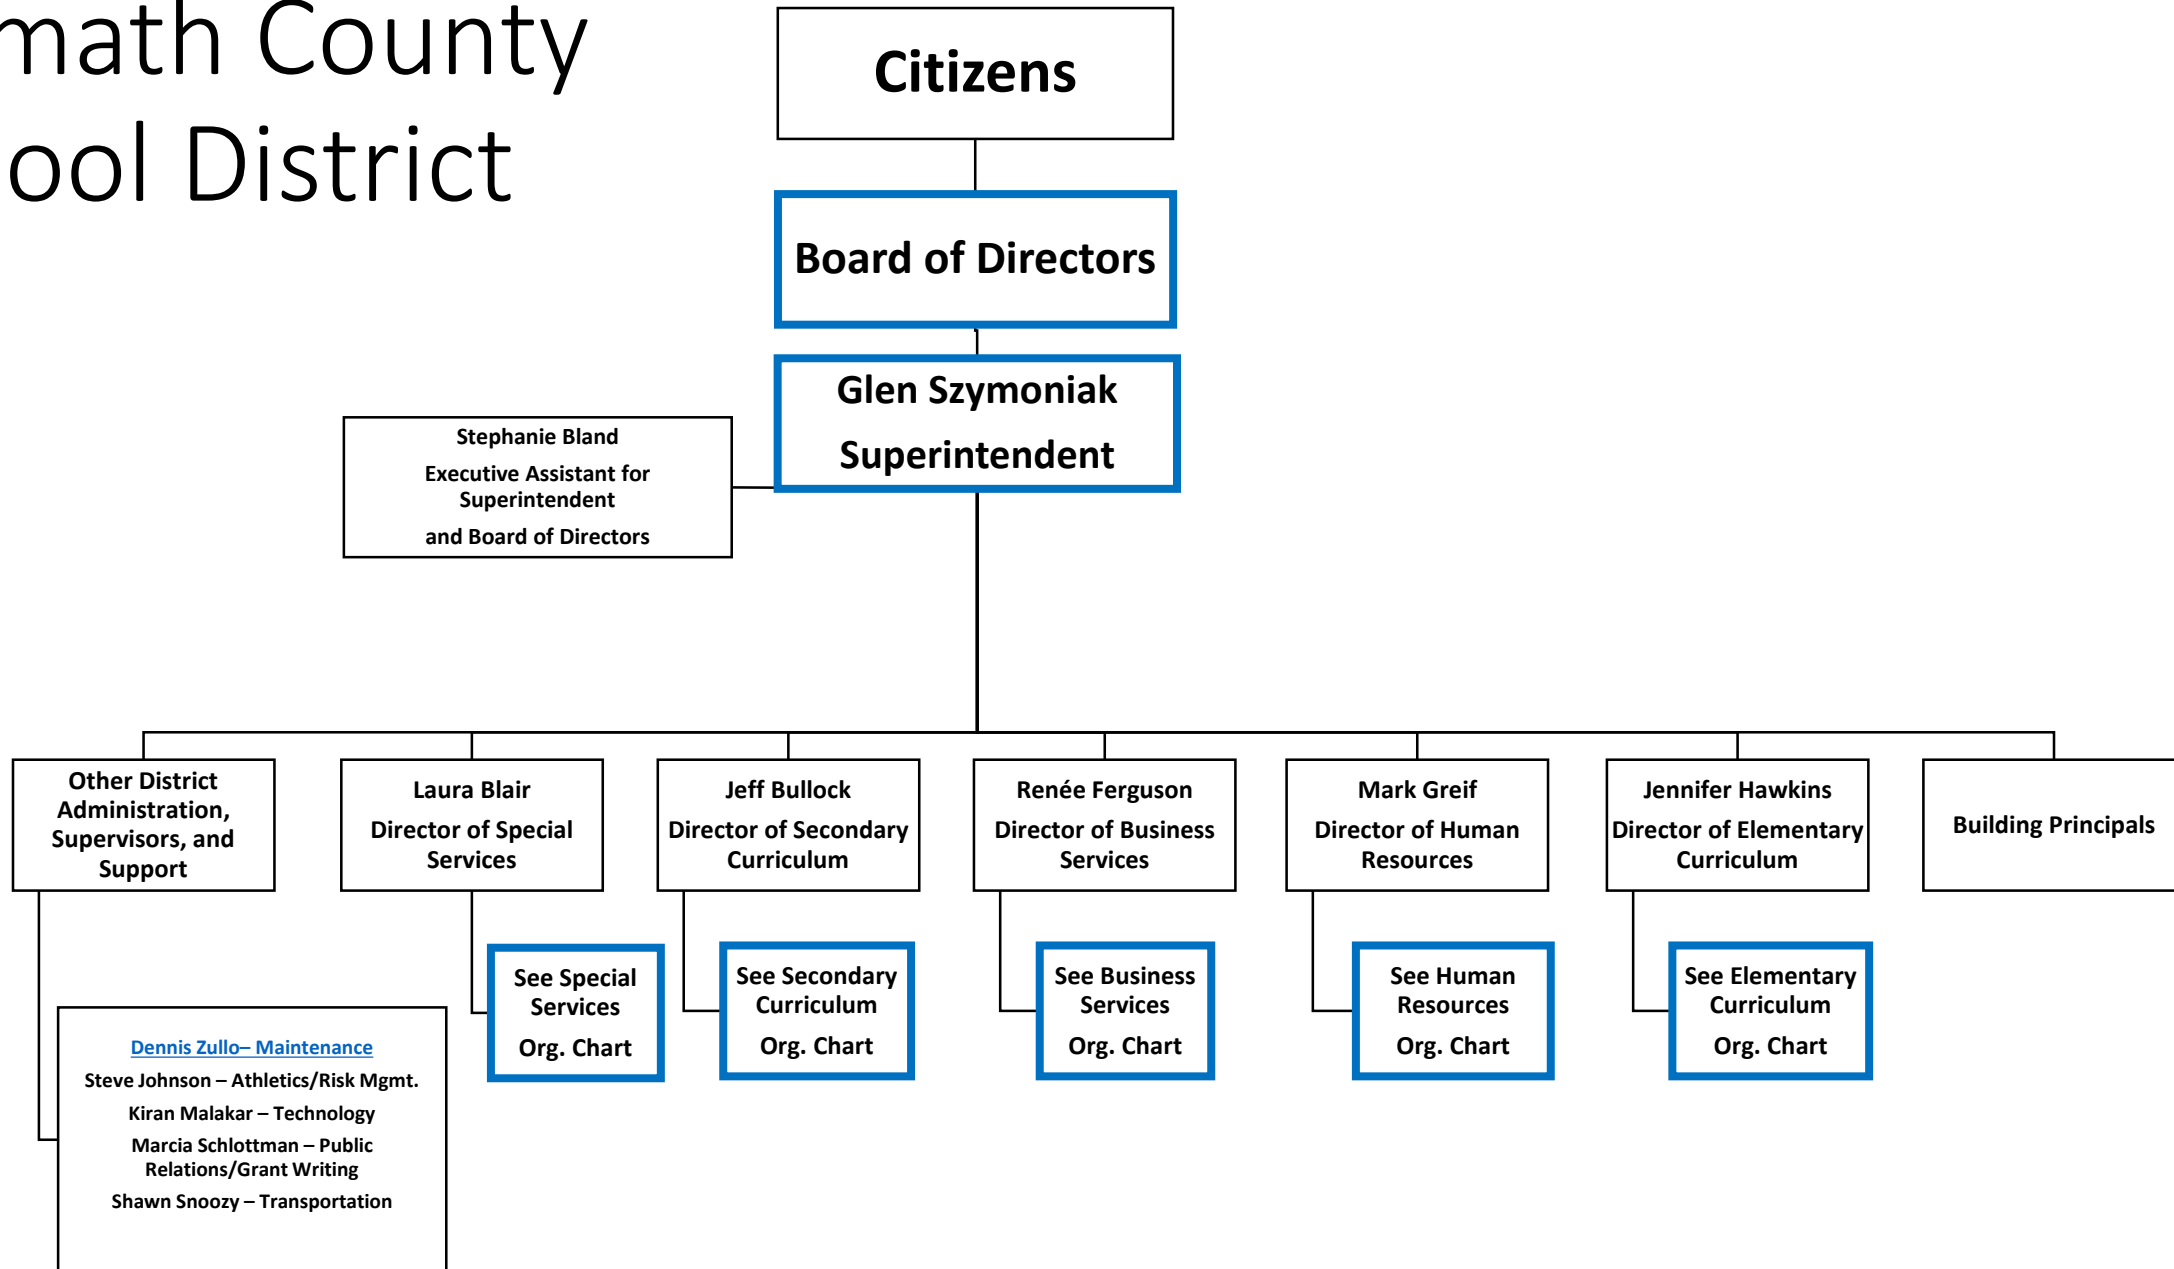 math County
ool District
Citizens
Board of Directors
Glen Szymoniak
Superintendent
Stephanie Bland
Executive Assistant for
Superintendent
and Board of Directors
Other District
Administration,
Supervisors, and
Support
Laura Blair
Director of Special
Services
Jeff Bullock
Director of Secondary
Curriculum
Renée Ferguson
Director of Business
Services
Mark Greif
Director of Human
Resources
Jennifer Hawkins
Director of Elementary
Curriculum
Building Principals
See Special
Services
Org. Chart
See Secondary
Curriculum
Org. Chart
See Business
Services
Org. Chart
See Human
Resources
Org. Chart
See Elementary
Curriculum
Org. Chart
Dennis Zullo– Maintenance
Steve Johnson – Athletics/Risk Mgmt.
Kiran Malakar – Technology
Marcia Schlottman – Public
Relations/Grant Writing
Shawn Snoozy – Transportation